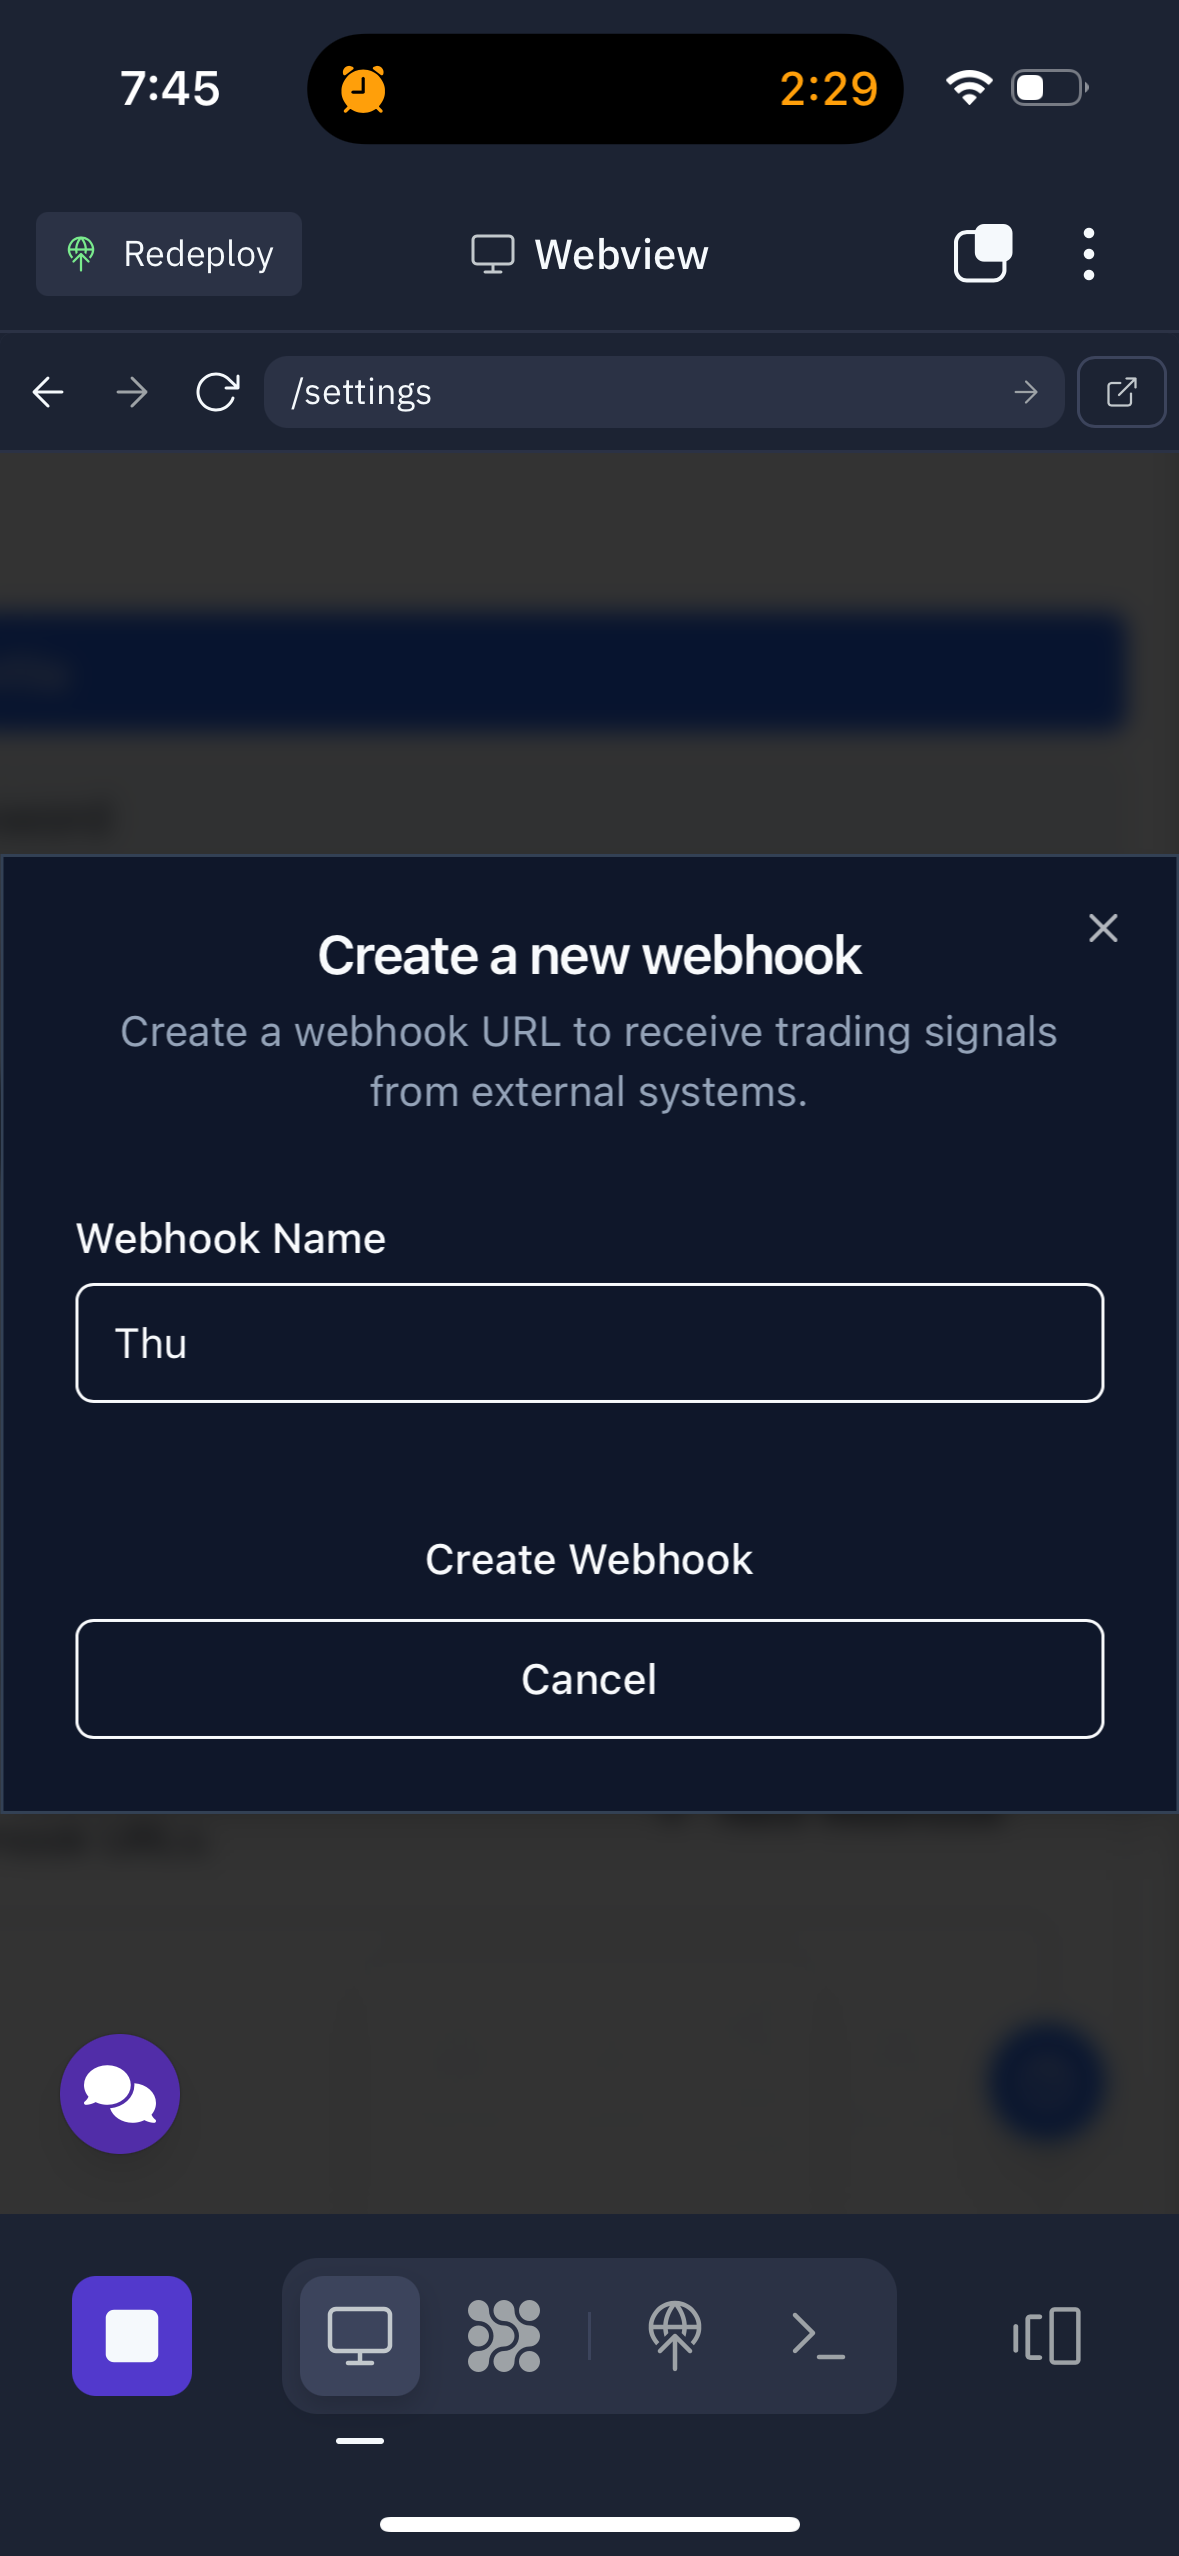 7:45
2:29
Redeploy
Webview
/settings
Create a new webhook
Create a webhook URL to receive trading signals
from external systems.
Webhook Name
Thu
Create Webhook
Cancel